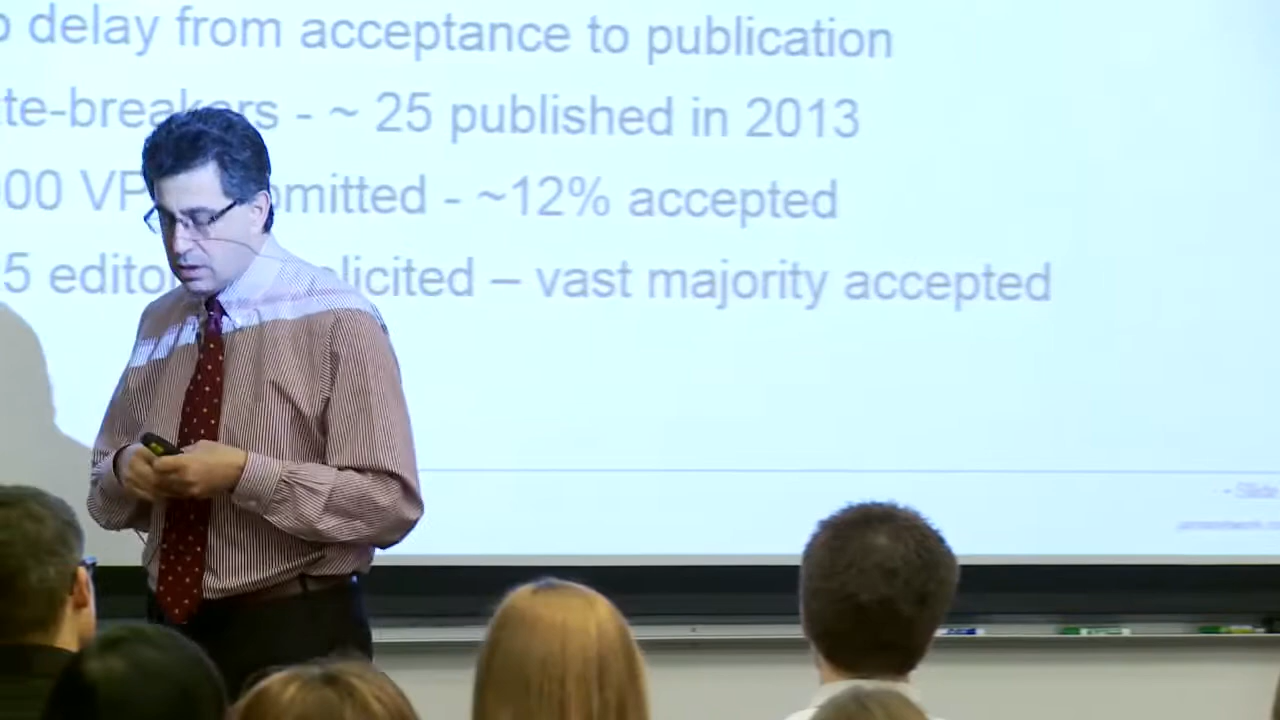 delay from acceptance to publication
te-breakers - ~ 25 published in 2013
00 VP mitted - ~12% accepted
5 edito licited – vast majority accepted